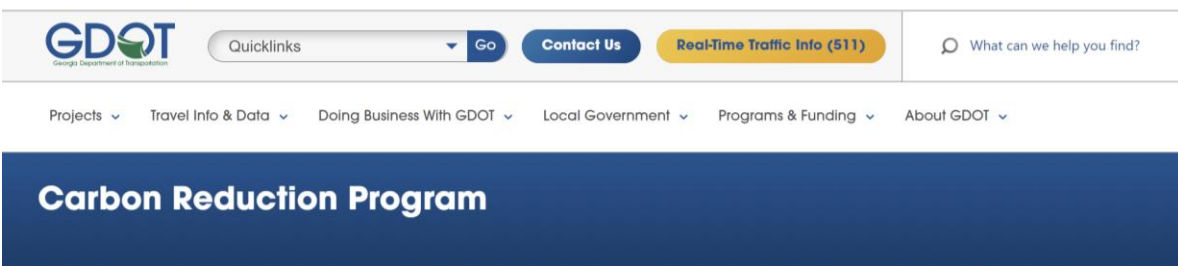 GDOT
Georgia Department of Transportation
Quicklinks
Go
Contact Us
Real-Time Traffic Info (511)
What can we help you find?
Projects
Travel Info & Data
Doing Business With GDOT
Local Government
Programs & Funding
About GDOT
Carbon Reduction Program